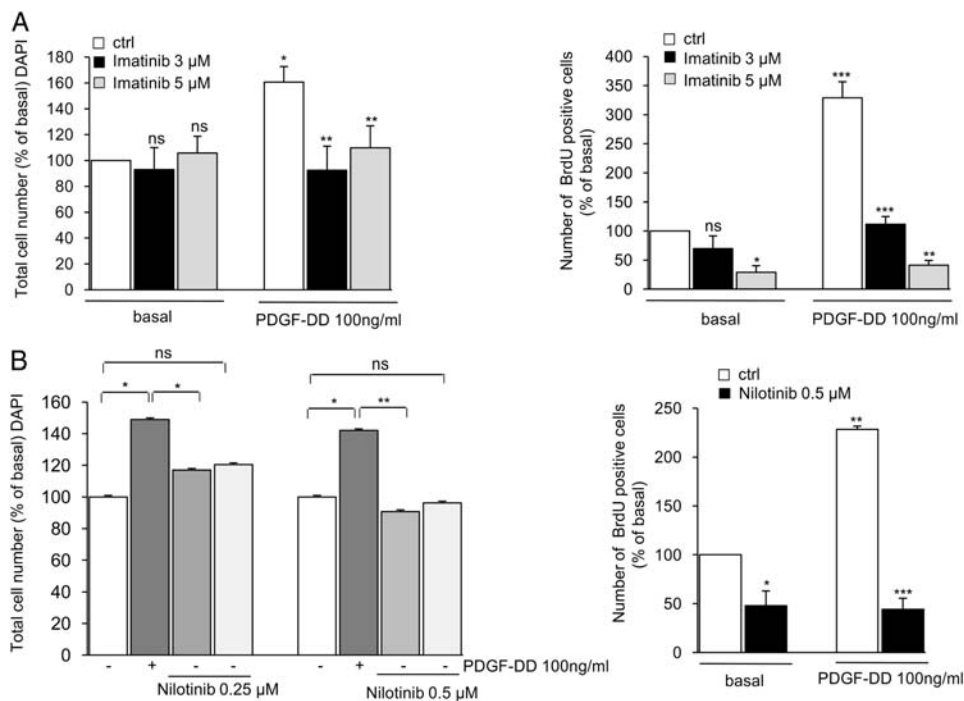 A
ctrl
Imatinib 3 µM
Imatinib 5 µM
Total cell number (% of basal) DAPI
180
160
140
120
100
80
60
40
20
0
ns
ns
*
**
**
basal
PDGF-DD 100ng/ml
ctrl
Imatinib 3 µM
Imatinib 5 µM
Number of BrdU positive cells
(% of basal)
400
350
300
250
200
150
100
50
0
ns
*
***
***
**
basal
PDGF-DD 100ng/ml
B
Total cell number (% of basal) DAPI
160
140
120
100
80
60
40
20
0
ns
*
*
ns
*
**
- + - - - + - - PDGF-DD 100ng/ml
Nilotinib 0.25 µM
Nilotinib 0.5 µM
ctrl
Nilotinib 0.5 µM
Number of BrdU positive cells
(% of basal)
250
200
150
100
50
0
*
**
***
basal
PDGF-DD 100ng/ml